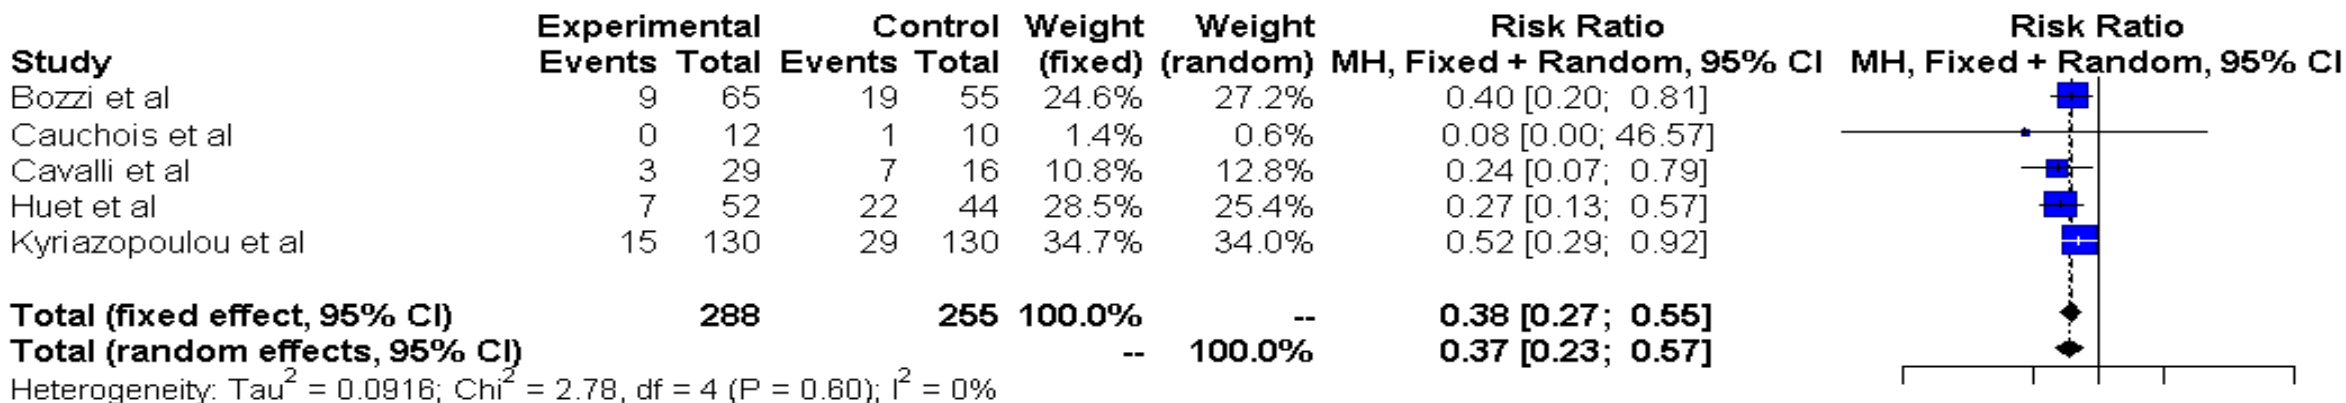 Experimental Control Weight Weight Risk Ratio Risk Ratio
Study Events Total Events Total (fixed) (random) MH, Fixed + Random, 95% CI MH, Fixed + Random, 95% CI
Bozzi et al 9 65 19 55 24.6% 27.2% 0.40 [0.20; 0.81]
Cauchois et al 0 12 1 10 1.4% 0.6% 0.08 [0.00; 46.57]
Cavalli et al 3 29 7 16 10.8% 12.8% 0.24 [0.07; 0.79]
Huet et al 7 52 22 44 28.5% 25.4% 0.27 [0.13; 0.57]
Kyriazopoulou et al 15 130 29 130 34.7% 34.0% 0.52 [0.29; 0.92]
Total (fixed effect, 95% CI) 288 255 100.0% -- 0.38 [0.27; 0.55]
Total (random effects, 95% CI) -- 100.0% 0.37 [0.23; 0.57]
Heterogeneity: Tau² = 0.0916; Chi² = 2.78, df = 4 (P = 0.60); I² = 0%